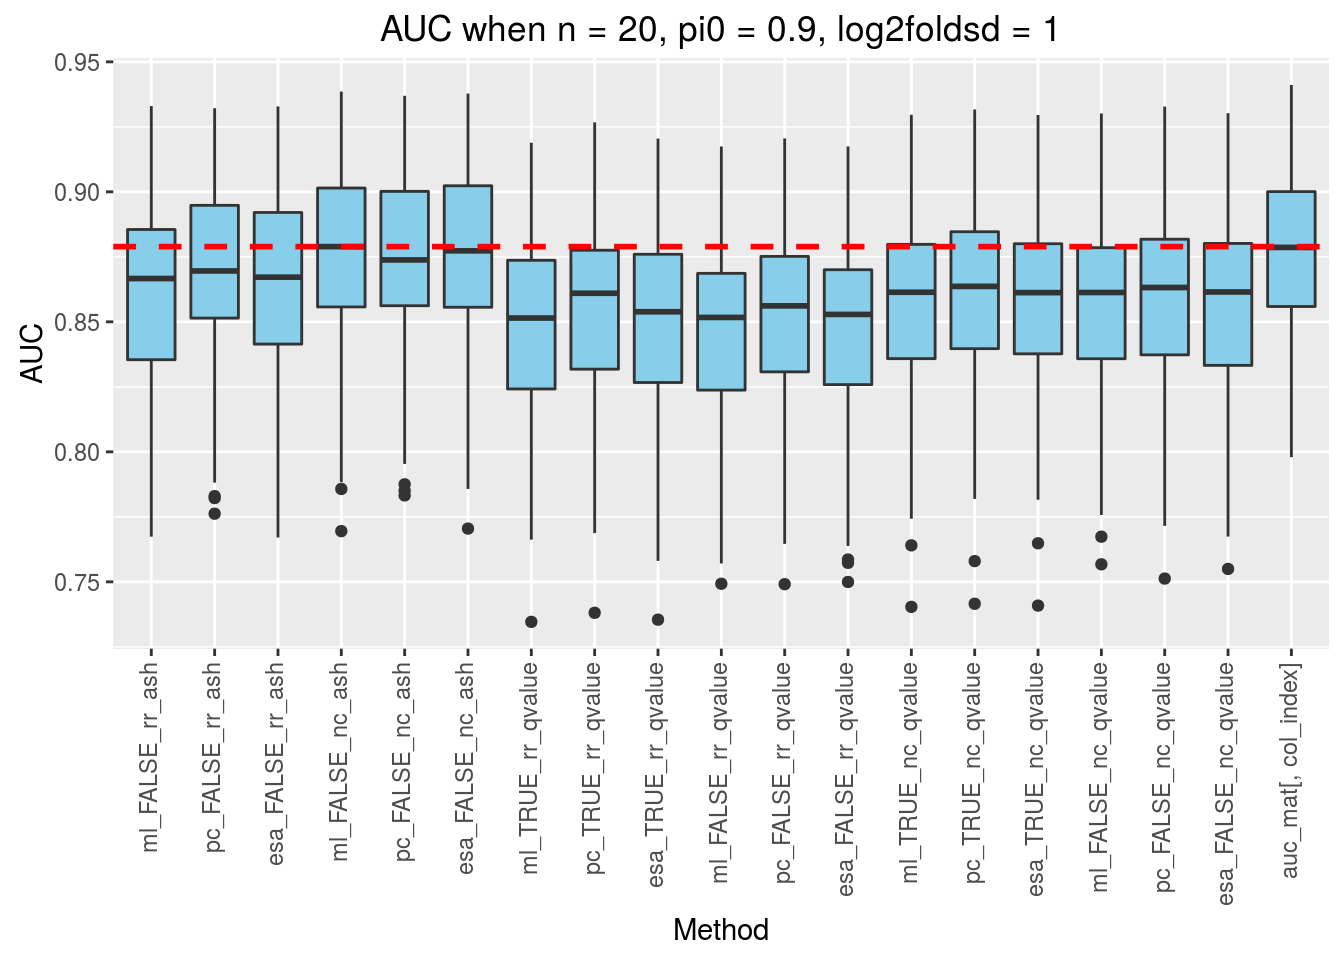 AUC when n = 20, pi0 = 0.9, log2foldsd = 1
0.95
0.90
0.85
0.80
0.75
AUC
ml_FALSE_rr_ash
pc_FALSE_rr_ash
esa_FALSE_rr_ash
ml_FALSE_nc_ash
pc_FALSE_nc_ash
esa_FALSE_nc_ash
ml_TRUE_rr_qvalue
pc_TRUE_rr_qvalue
esa_TRUE_rr_qvalue
ml_FALSE_rr_qvalue
pc_FALSE_rr_qvalue
esa_FALSE_rr_qvalue
ml_TRUE_nc_qvalue
pc_TRUE_nc_qvalue
esa_TRUE_nc_qvalue
ml_FALSE_nc_qvalue
pc_FALSE_nc_qvalue
esa_FALSE_nc_qvalue
auc_mat[, col_index]
Method